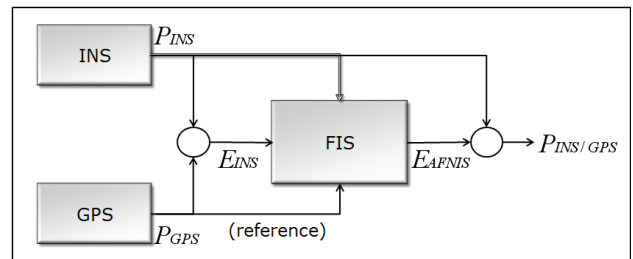 P_INS
INS
FIS
E_INS
E_AFNIS
P_INS/GPS
GPS
P_GPS
(reference)